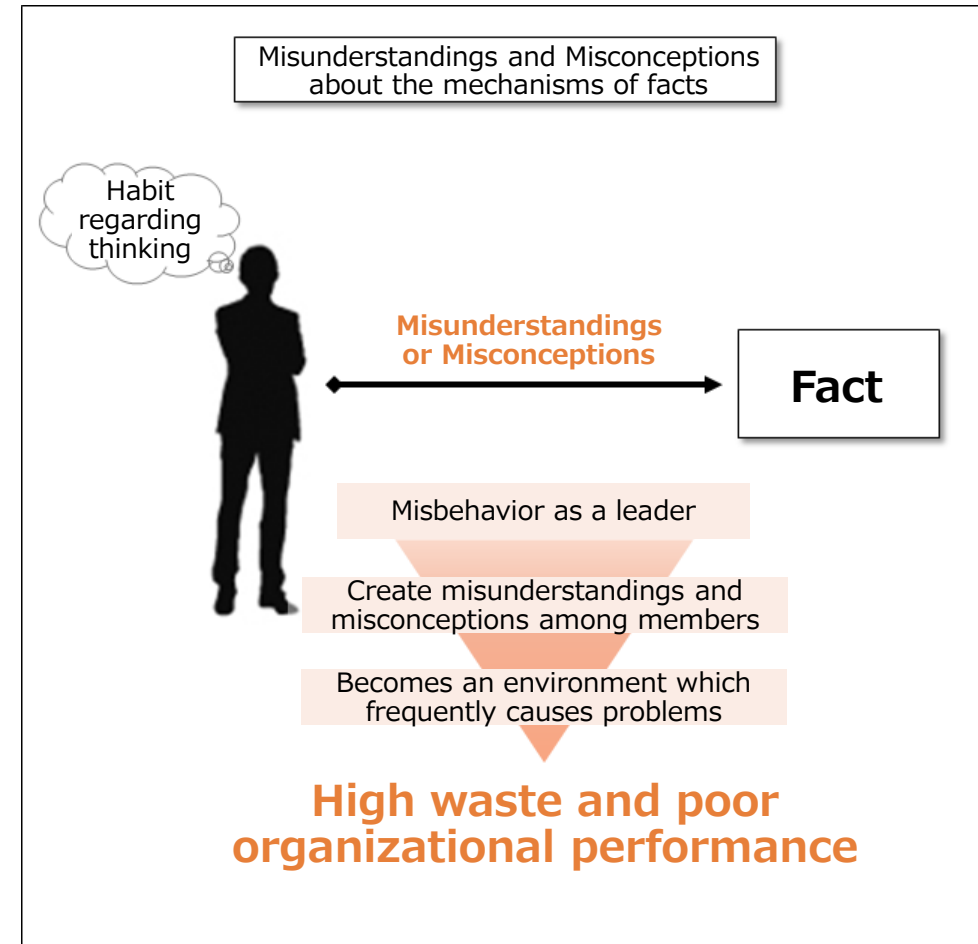 Misunderstandings and Misconceptions
about the mechanisms of facts
Habit
regarding
thinking
Misunderstandings
or Misconceptions
Fact
Misbehavior as a leader
Create misunderstandings and
misconceptions among members
Becomes an environment which
frequently causes problems
High waste and poor
organizational performance